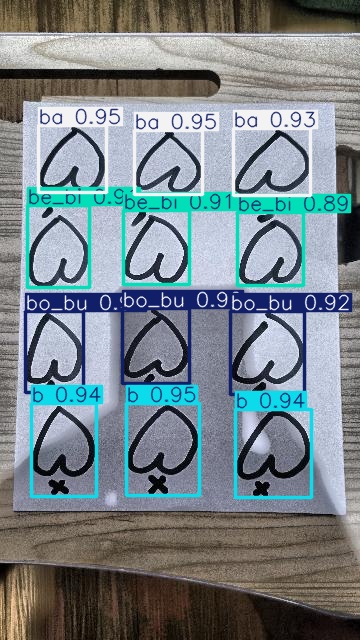 ba 0.95 ba 0.95 ba 0.93
be_bi 0.9 be_bi 0.91 be_bi 0.89
bo_bu 0.9 bo_bu 0.9 bo_bu 0.92
b 0.94 b 0.95 b 0.94
ᜊ ᜊ ᜊ
ᜊᜒ ᜊᜒ ᜊᜒ
ᜊᜓ ᜊᜓ ᜊᜓ
ᜊ᜔ ᜊ᜔ ᜊ᜔